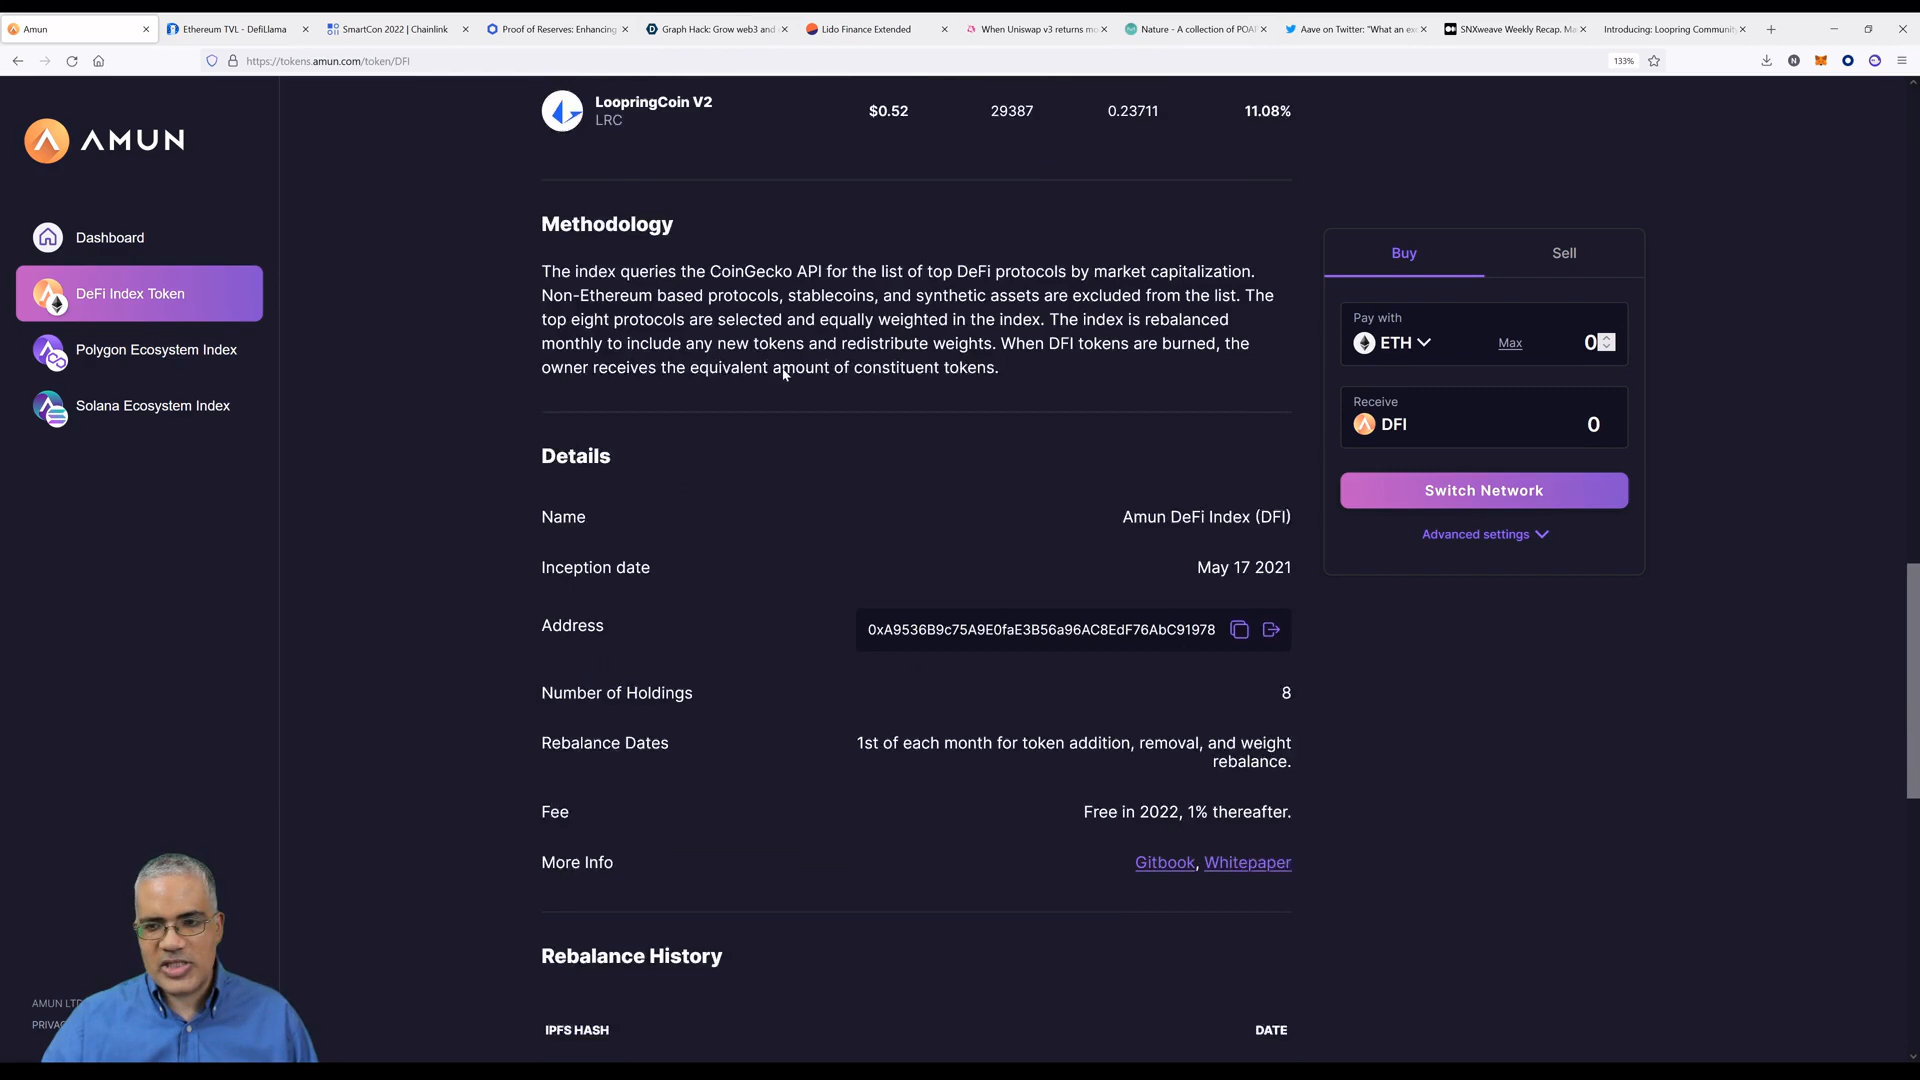 Amun
Ethereum TVL - DefiLlama
SmartCon 2022 | Chainlink
Proof of Reserves: Enhancing
Graph Hack: Grow web3 and
Lido Finance Extended
When Uniswap v3 returns mo
Nature - A collection of POAP
Aave on Twitter: "What an ex
SNXweave Weekly Recap. Ma
Introducing: Loopring Communit
https://tokens.amun.com/token/DFI
133%
AMUN
Dashboard
DeFi Index Token
Polygon Ecosystem Index
Solana Ecosystem Index
AMUN LTD
PRIVA
LoopringCoin V2
LRC
$0.52
29387
0.23711
11.08%
Methodology
The index queries the CoinGecko API for the list of top DeFi protocols by market capitalization.
Non-Ethereum based protocols, stablecoins, and synthetic assets are excluded from the list. The
top eight protocols are selected and equally weighted in the index. The index is rebalanced
monthly to include any new tokens and redistribute weights. When DFI tokens are burned, the
owner receives the equivalent amount of constituent tokens.
Details
Name
Amun DeFi Index (DFI)
Inception date
May 17 2021
Address
0xA9536B9c75A9E0faE3B56a96AC8EdF76AbC91978
Number of Holdings
8
Rebalance Dates
1st of each month for token addition, removal, and weight
rebalance.
Fee
Free in 2022, 1% thereafter.
More Info
Gitbook, Whitepaper
Rebalance History
IPFS HASH
DATE
Buy
Sell
Pay with
ETH
Max
0
Receive
DFI
0
Switch Network
Advanced settings